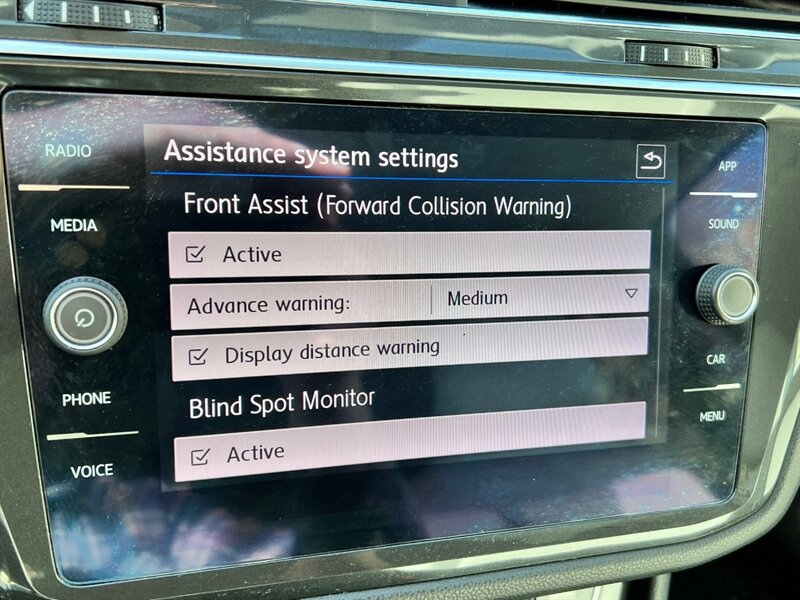 RADIO
MEDIA
PHONE
VOICE
Assistance system settings
Front Assist (Forward Collision Warning)
Active
Advance warning: Medium
Display distance warning
Blind Spot Monitor
Active
APP
SOUND
CAR
MENU